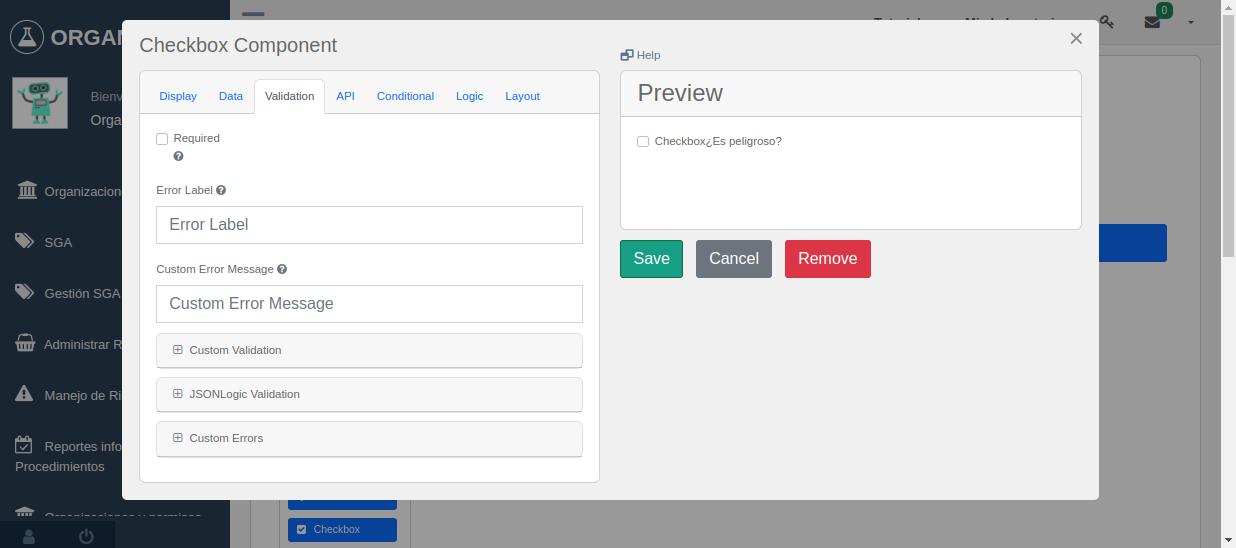 Checkbox Component
Help
Display Data Validation API Conditional Logic Layout
Required
Error Label
Error Label
Custom Error Message
Custom Error Message
Custom Validation
JSONLogic Validation
Custom Errors
Preview
Checkbox¿Es peligroso?
Save Cancel Remove
0
ORGAN
Bienv
Orga
Organizacion
SGA
Gestión SGA
Administrar R
Manejo de Ri
Reportes info
Procedimientos
Organizaciones y permisos
Checkbox